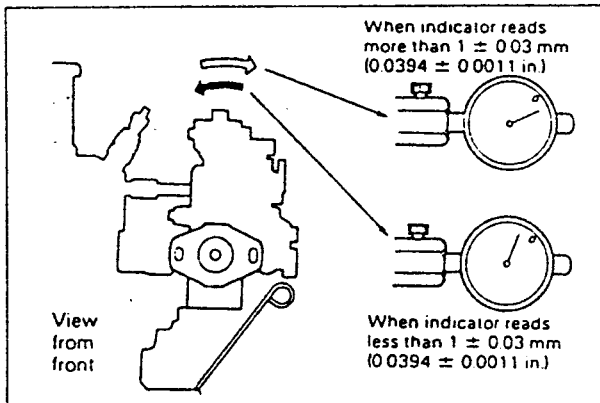 When indicator reads
more than 1 ± 0.03 mm
(0.0394 ± 0.0011 in.)
View
from
front
When indicator reads
less than 1 ± 0.03 mm
(0.0394 ± 0.0011 in.)